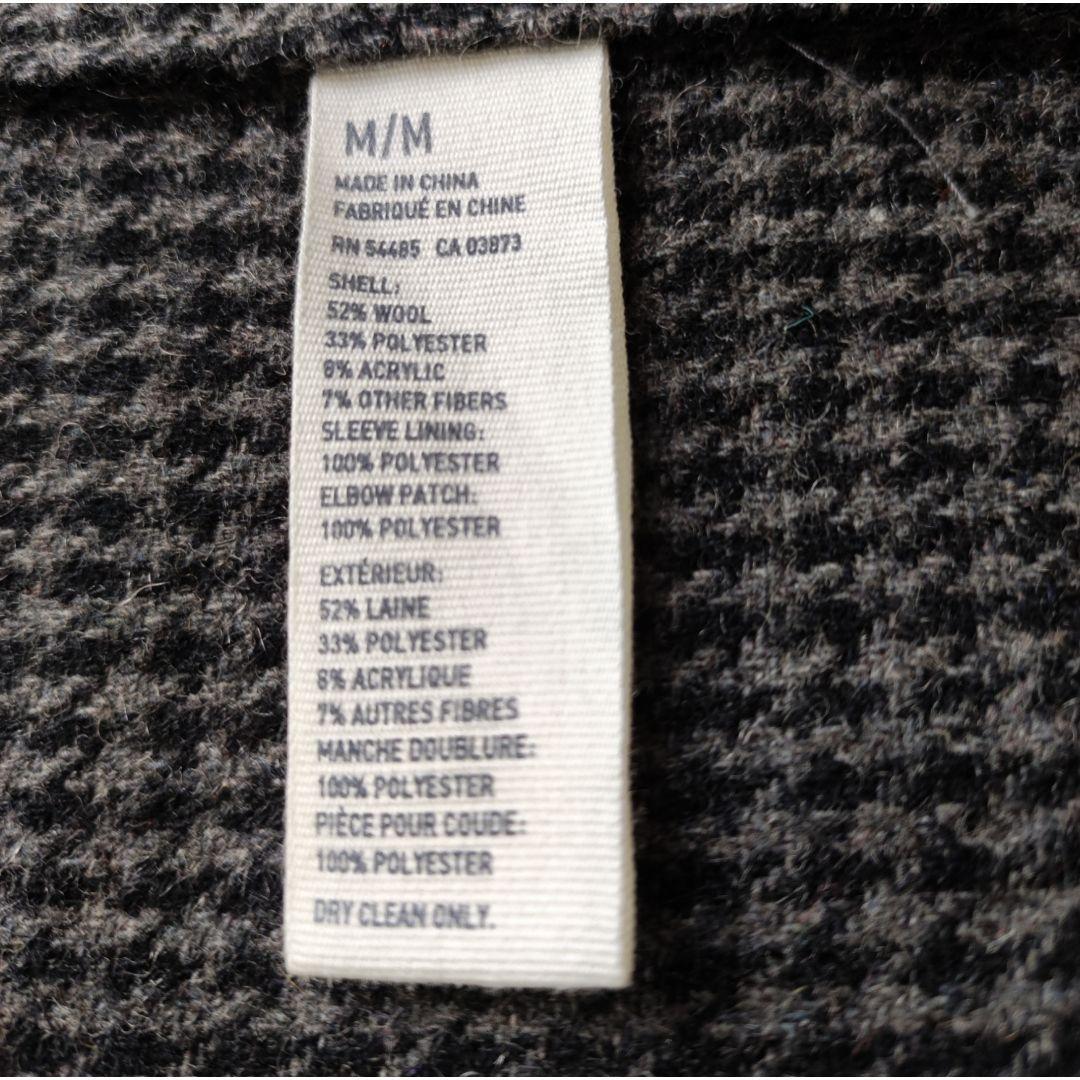 M/M
MADE IN CHINA
FABRIQUÉ EN CHINE
RN 54485 CA 03873
SHELL:
52% WOOL
33% POLYESTER
8% ACRYLIC
7% OTHER FIBERS
SLEEVE LINING:
100% POLYESTER
ELBOW PATCH:
100% POLYESTER
EXTÉRIEUR:
52% LAINE
33% POLYESTER
8% ACRYLIQUE
7% AUTRES FIBRES
MANCHE DOUBLURE:
100% POLYESTER
PIÈCE POUR COUDE:
100% POLYESTER
DRY CLEAN ONLY.